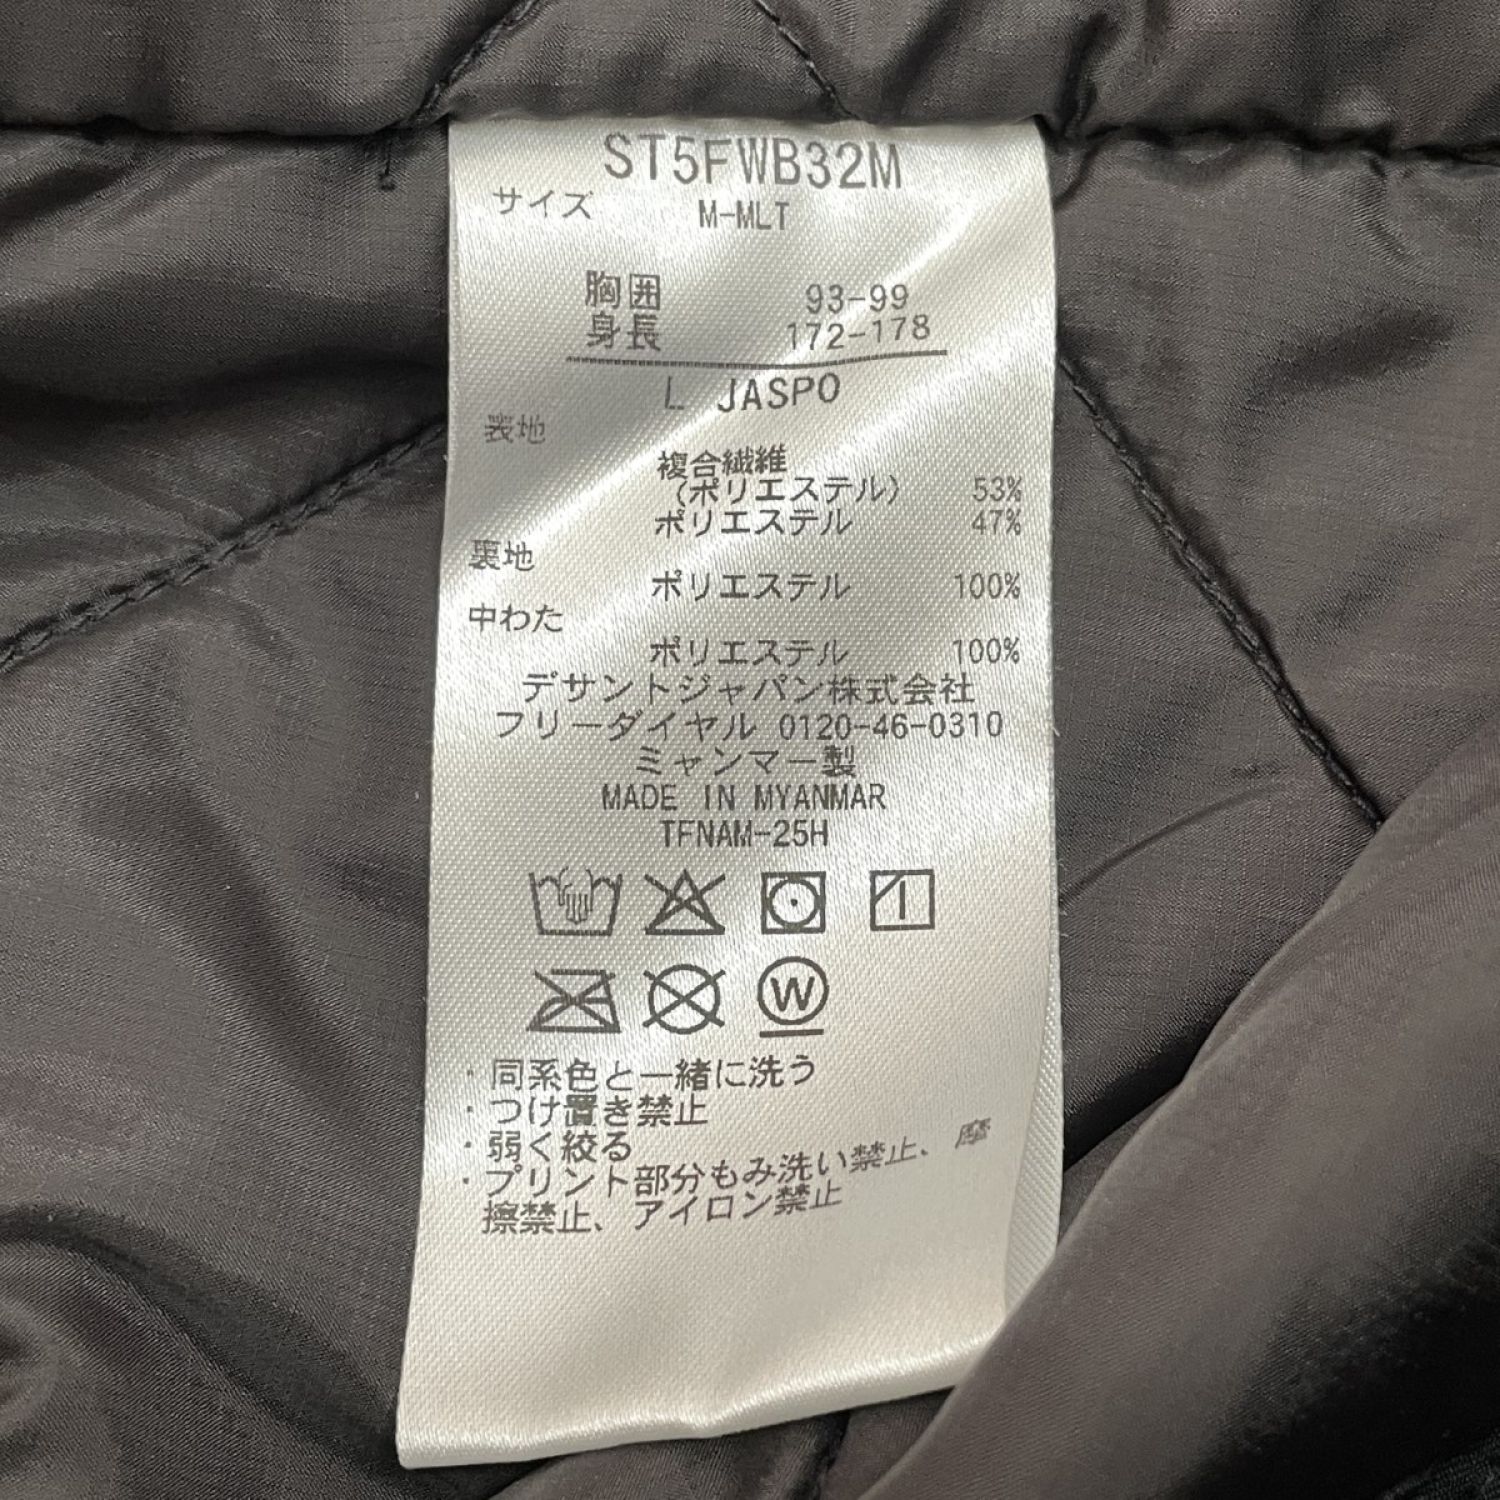 ST5FWB32M
サイズ M-MLT
胸囲 93-99
身長 172-178
L JASPO
表地
複合繊維
(ポリエステル) 53%
ポリエステル 47%
裏地
ポリエステル 100%
中わた
ポリエステル 100%
デサントジャパン株式会社
フリーダイヤル 0120-46-0310
ミャンマー製
MADE IN MYANMAR
TFNAM-25H
W
・同系色と一緒に洗う
・つけ置き禁止
・弱く絞る
・プリント部分もみ洗い禁止、摩
擦禁止、アイロン禁止